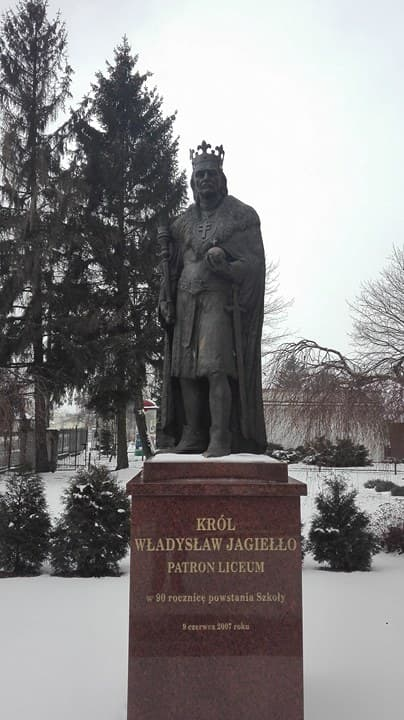 KRÓL
WŁADYSŁAW JAGIEŁŁO
PATRON LICEUM
w 90 rocznicę powstania Szkoły
9 czerwca 2007 roku